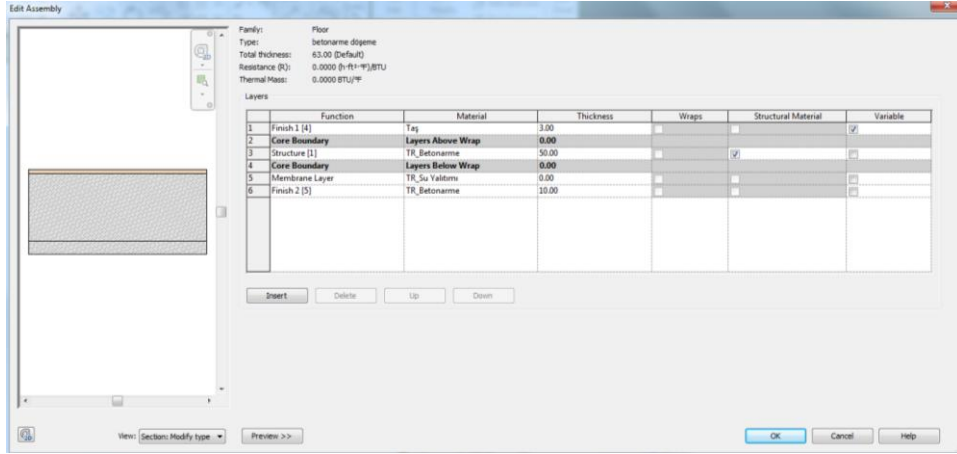 Edit Assembly
Family: Floor
Type: betonarme döşeme
Total thickness: 63.00 (Default)
Resistance (R): 0.0000 (h·ft²·°F)/BTU
Thermal Mass: 0.0000 BTU/°F
Layers
Function Material Thickness Wraps Structural Material Variable
1 Finish 1 [4] Taş 3.00
2 Core Boundary Layers Above Wrap 0.00
3 Structure [1] TR_Betonarme 50.00
4 Core Boundary Layers Below Wrap 0.00
5 Membrane Layer TR_Su Yalıtımı 0.00
6 Finish 2 [5] TR_Betonarme 10.00
Insert Delete Up Down
View: Section: Modify type Preview >> OK Cancel Help